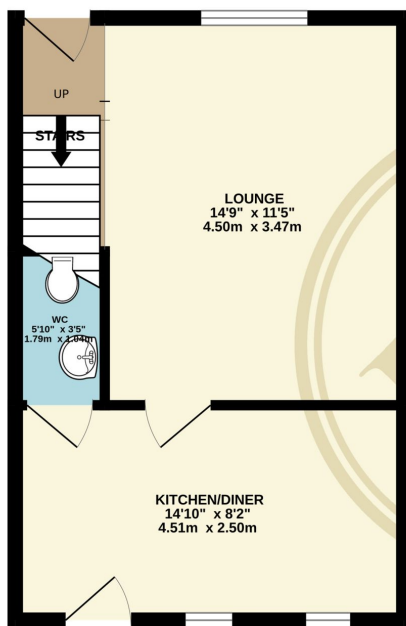 UP
STAIRS
LOUNGE
14'9" x 11'5"
4.50m x 3.47m
WC
5'10" x 3'5"
1.79m x 1.04m
KITCHEN/DINER
14'10" x 8'2"
4.51m x 2.50m